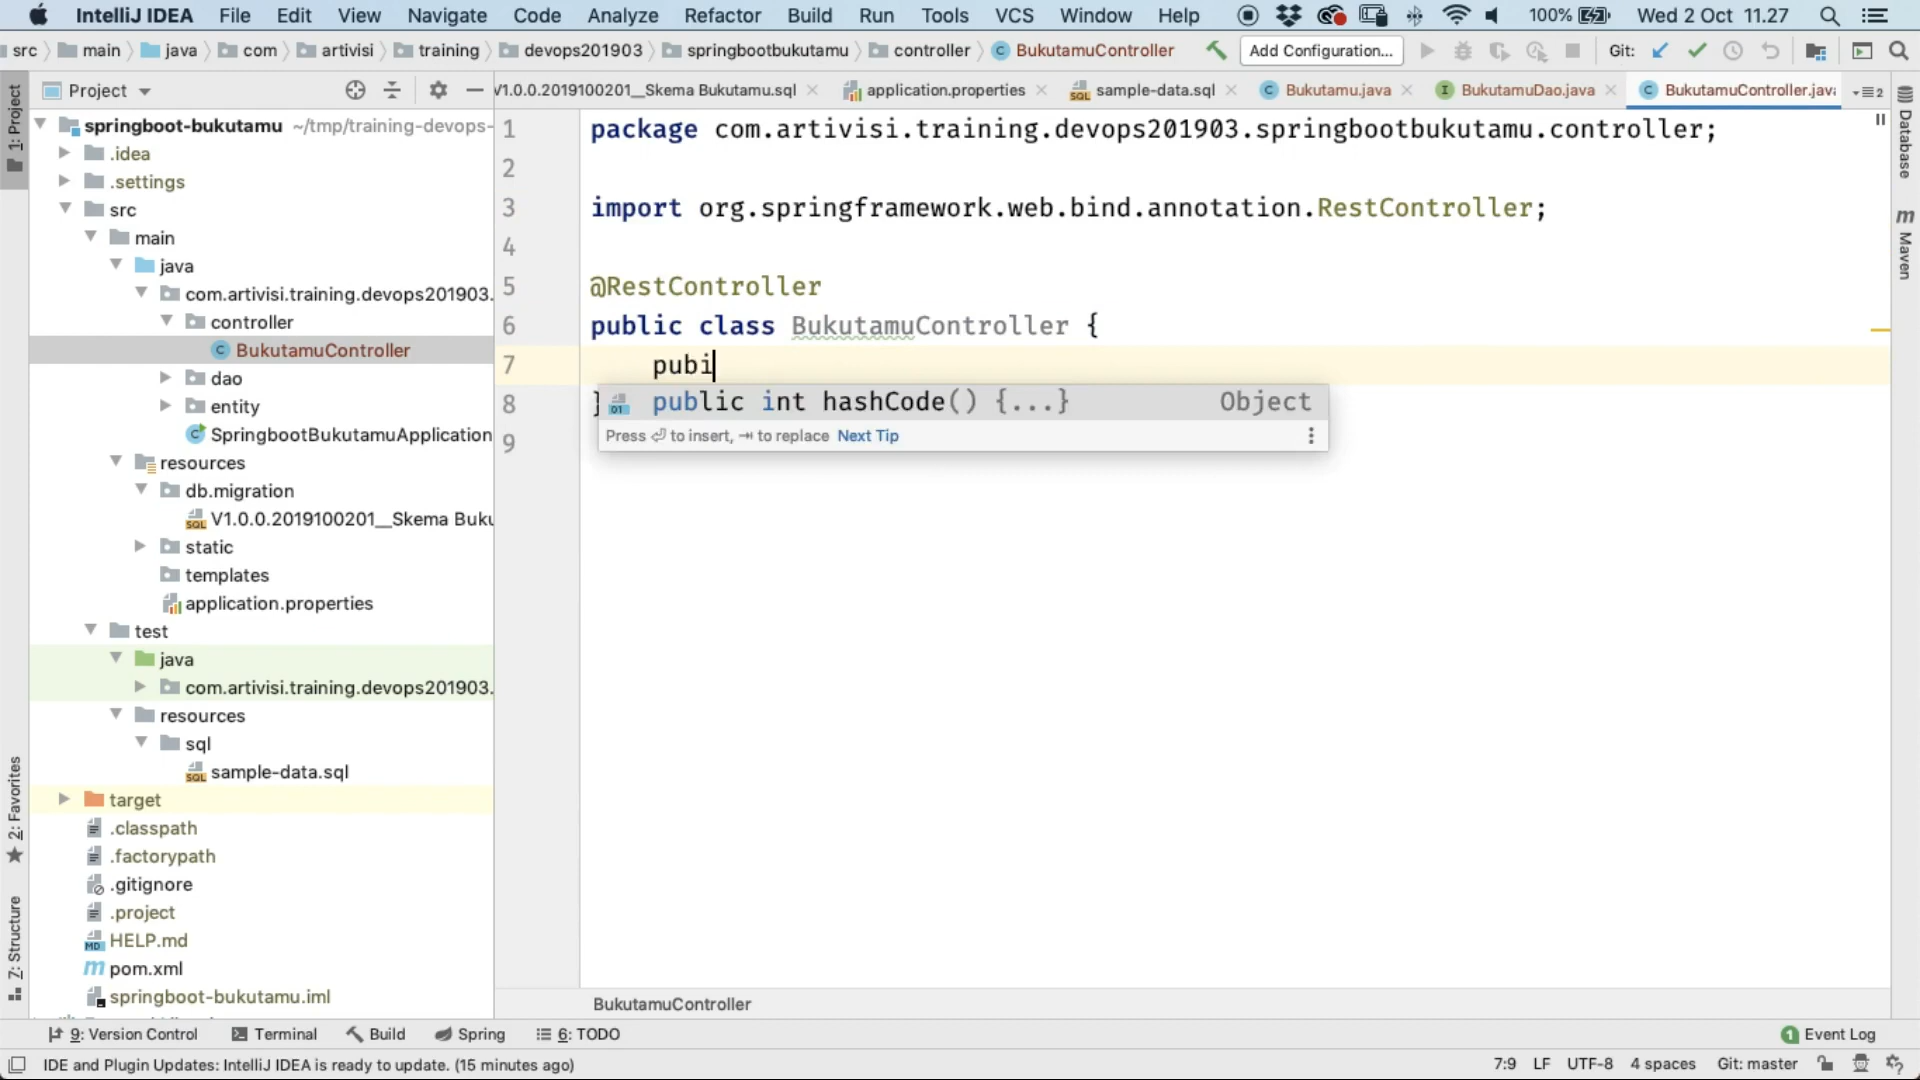 IntelliJ IDEA File Edit View Navigate Code Analyze Refactor Build Run Tools VCS Window Help 100% Wed 2 Oct 11.27
src main java com artivisi training devops201903 springbootbukutamu controller BukutamuController Add Configuration... Git:
Project
V1.0.0.2019100201__Skema Bukutamu.sql application.properties sample-data.sql Bukutamu.java BukutamuDao.java BukutamuController.java 2
1: Project
2: Favorites
7: Structure
springboot-bukutamu ~/tmp/training-devops-
.idea
.settings
src
main
java
com.artivisi.training.devops201903.
controller
BukutamuController
dao
entity
SpringbootBukutamuApplication
resources
db.migration
V1.0.0.2019100201__Skema Buku
static
templates
application.properties
test
java
com.artivisi.training.devops201903.
resources
sql
sample-data.sql
target
.classpath
.factorypath
.gitignore
.project
HELP.md
pom.xml
springboot-bukutamu.iml
1 package com.artivisi.training.devops201903.springbootbukutamu.controller;
2
3 import org.springframework.web.bind.annotation.RestController;
4
5 @RestController
6 public class BukutamuController {
7 pubi
8 }
9
public int hashCode() {...} Object
Press ⏎ to insert, ⇥ to replace Next Tip
Database
Maven
BukutamuController
9: Version Control Terminal Build Spring 6: TODO 1 Event Log
IDE and Plugin Updates: IntelliJ IDEA is ready to update. (15 minutes ago) 7:9 LF UTF-8 4 spaces Git: master